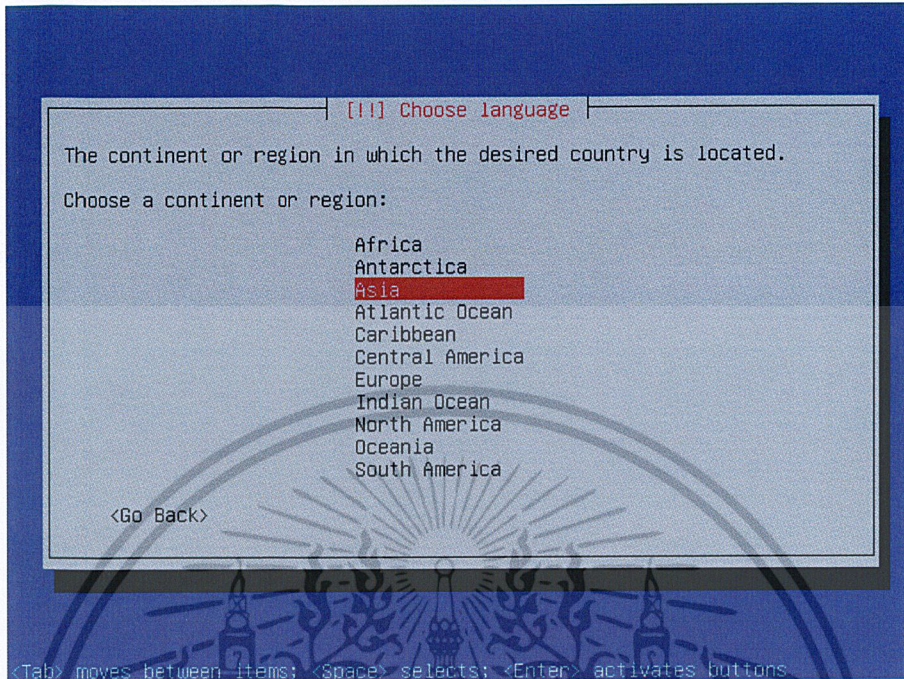 [!!] Choose language
The continent or region in which the desired country is located.
Choose a continent or region:
Africa
Antarctica
Asia
Atlantic Ocean
Caribbean
Central America
Europe
Indian Ocean
North America
Oceania
South America
<Go Back>
<Tab> moves between items; <Space> selects; <Enter> activates buttons